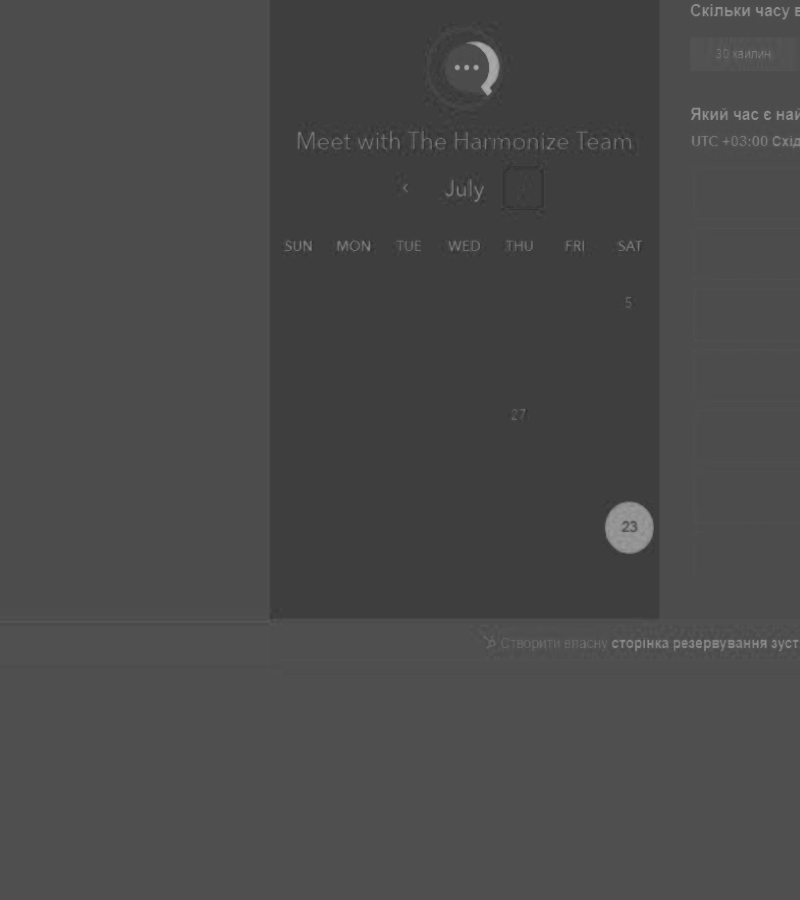 Скільки часу в
30 хвилин
Meet with The Harmonize Team
Який час є най
UTC +03:00 Схід
‹ July
SUN MON TUE WED THU FRI SAT
5
27
23
Створити власну сторінка резервування зуст